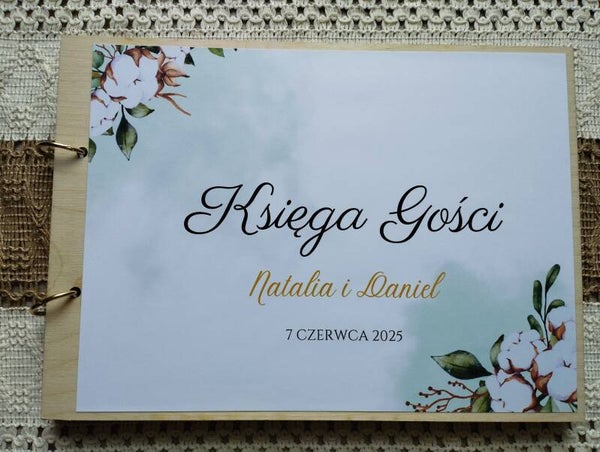 Księga Gości
Natalia i Daniel
7 CZERWCA 2025